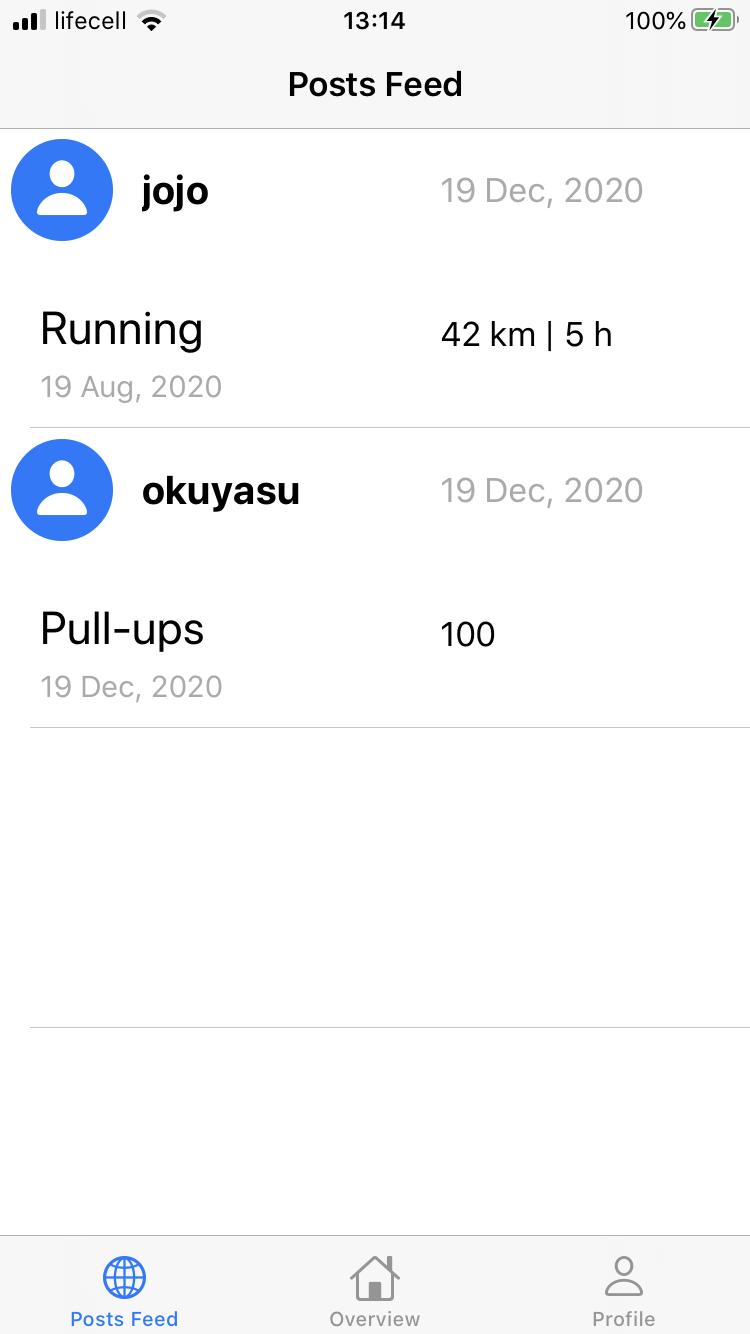 lifecell 13:14 100%
Posts Feed
jojo 19 Dec, 2020
Running 42 km | 5 h
19 Aug, 2020
okuyasu 19 Dec, 2020
Pull-ups 100
19 Dec, 2020
Posts Feed Overview Profile